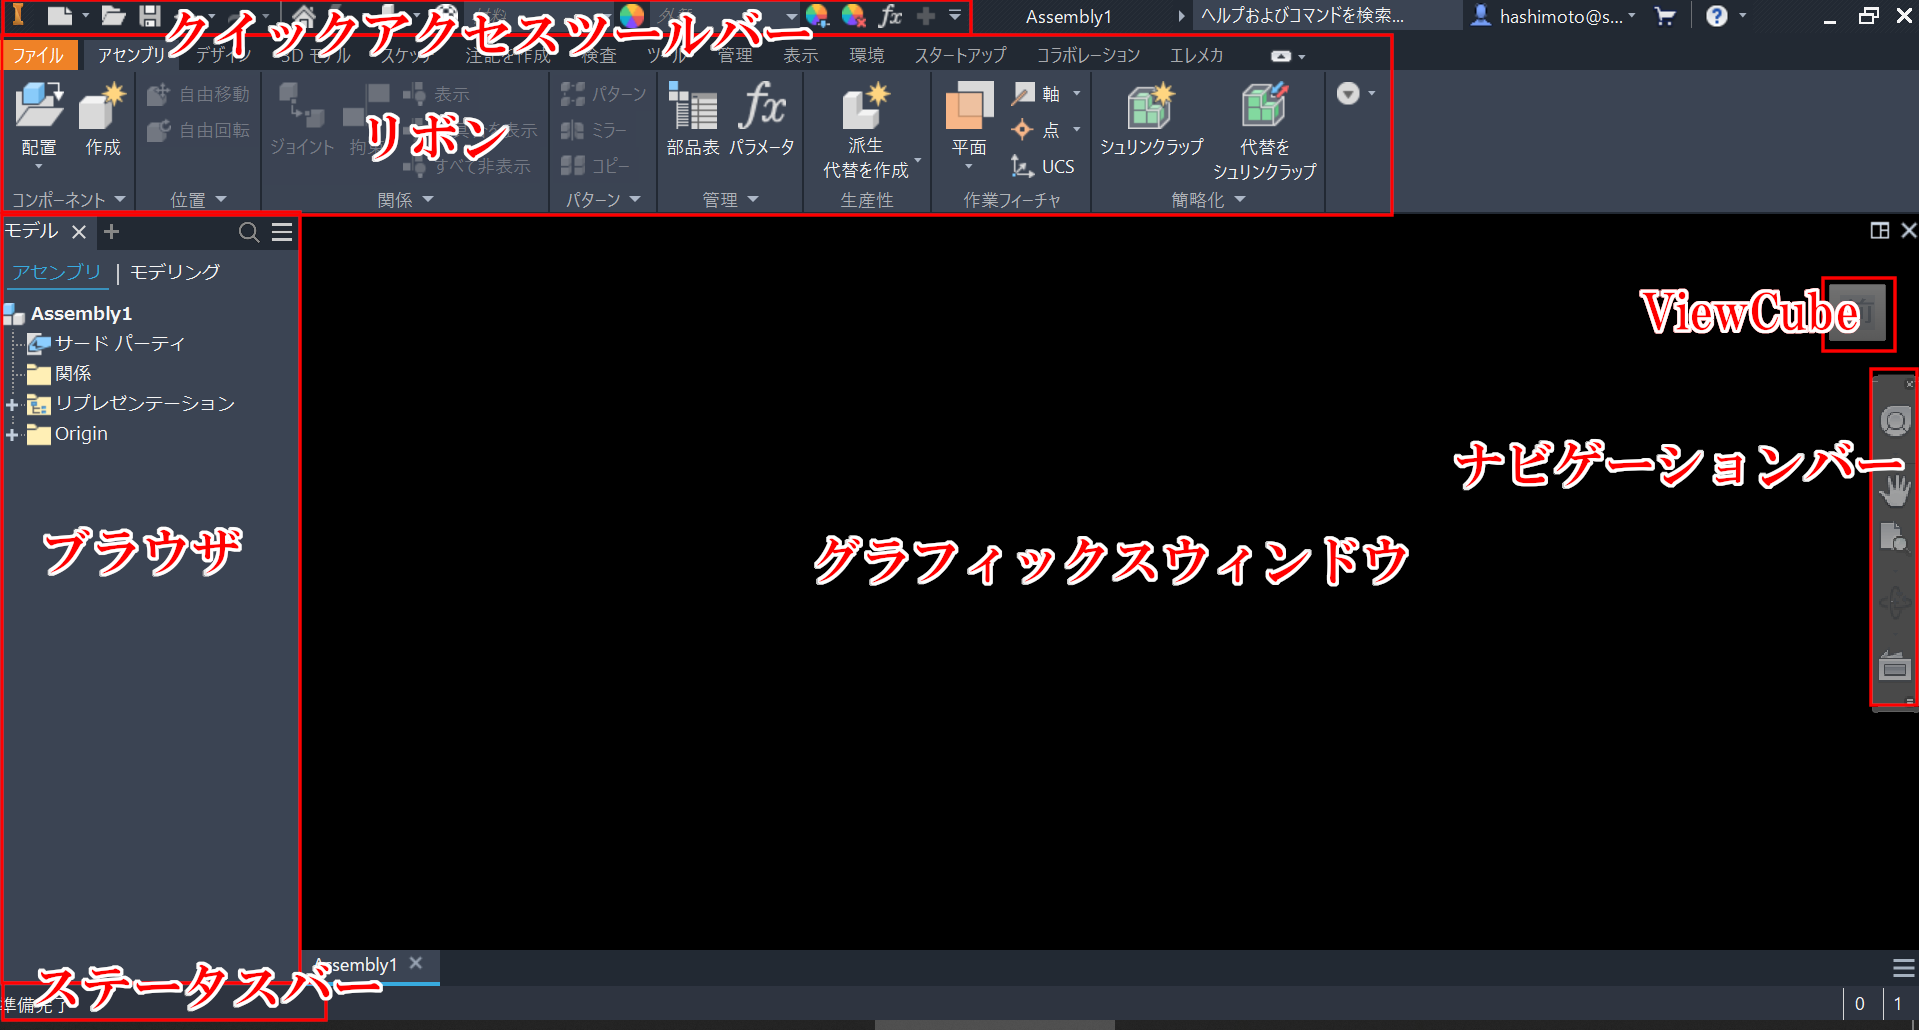 Assembly1
ヘルプおよびコマンドを検索...
hashimoto@s...
クイックアクセスツールバー
ファイル アセンブリ デザイン 3D モデル スケッチ 注記を作成 検査 ツール 管理 表示 環境 スタートアップ コラボレーション エレメカ
自由移動 表示 パターン 軸
自由回転 表示 ミラー 点
配置 作成 ジョイント 部品表 パラメータ 派生 平面 シュリンクラップ 代替を
すべて非表示 コピー 代替を作成 UCS シュリンクラップ
リボン
コンポーネント 位置 関係 パターン 管理 生産性 作業フィーチャ 簡略化
モデル
アセンブリ | モデリング
Assembly1
サード パーティ
関係
リプレゼンテーション
Origin
ViewCube
ナビゲーションバー
ブラウザ
グラフィックスウィンドウ
Assembly1
ステータスバー
準備完了
0 1